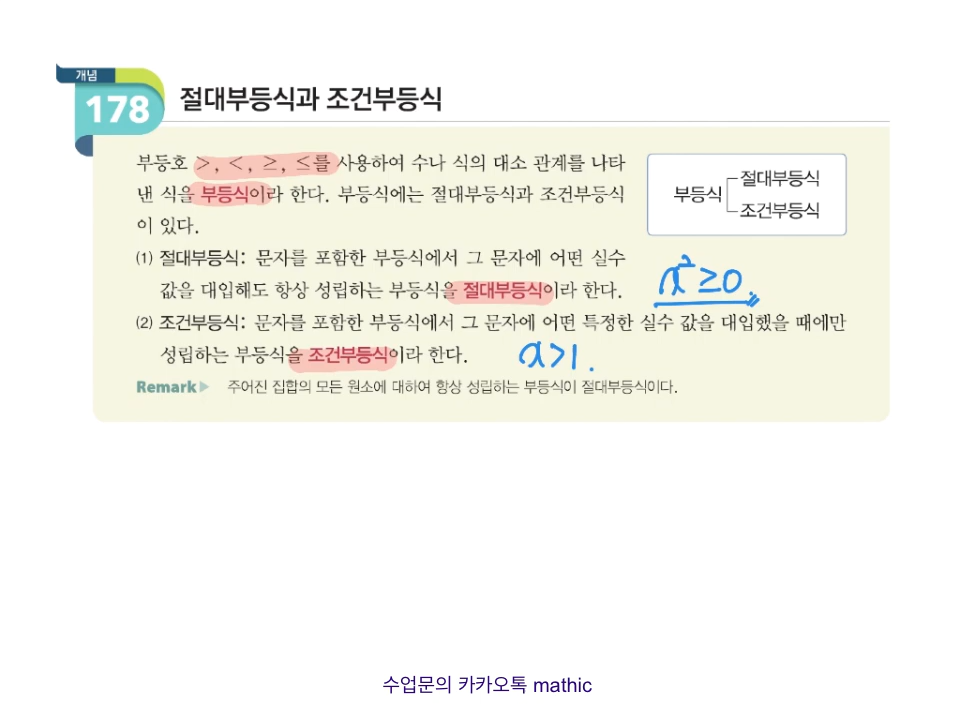 개념
178
절대부등식과 조건부등식
부등호 >, <, ≥, ≤를 사용하여 수나 식의 대소 관계를 나타
낸 식을 부등식이라 한다. 부등식에는 절대부등식과 조건부등식
이 있다.
부등식
절대부등식
조건부등식
(1) 절대부등식: 문자를 포함한 부등식에서 그 문자에 어떤 실수
값을 대입해도 항상 성립하는 부등식을 절대부등식이라 한다.
x² ≥ 0.
(2) 조건부등식: 문자를 포함한 부등식에서 그 문자에 어떤 특정한 실수 값을 대입했을 때에만
성립하는 부등식을 조건부등식이라 한다.
x > 1.
Remark▶ 주어진 집합의 모든 원소에 대하여 항상 성립하는 부등식이 절대부등식이다.
수업문의 카카오톡 mathic